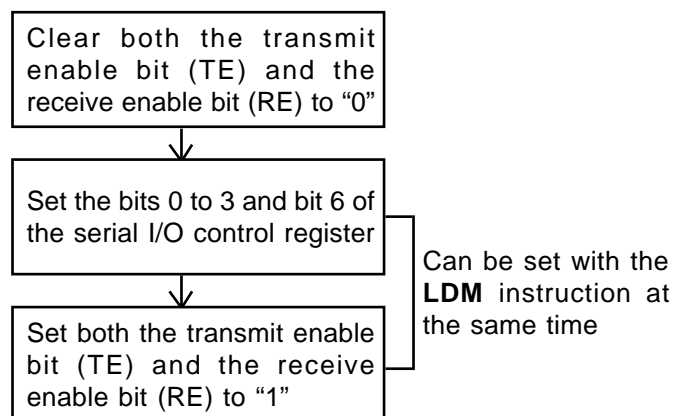 Clear both the transmit
enable bit (TE) and the
receive enable bit (RE) to “0”
Set the bits 0 to 3 and bit 6 of
the serial I/O control register
Can be set with the
LDM instruction at
the same time
Set both the transmit enable
bit (TE) and the receive
enable bit (RE) to “1”